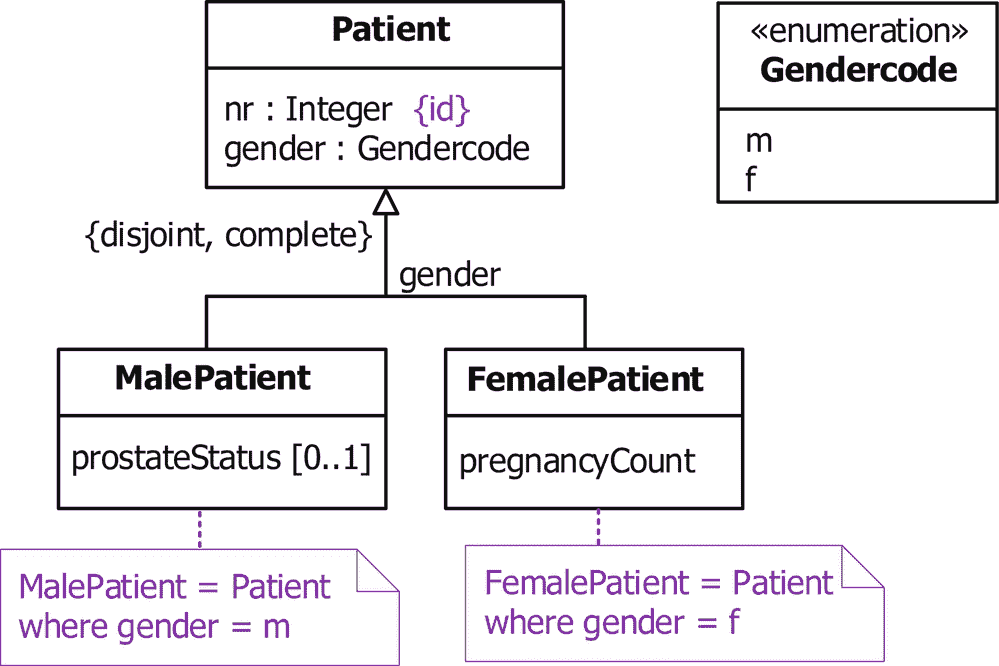 Patient
nr : Integer {id}
gender : Gendercode
«enumeration»
Gendercode
m
f
{disjoint, complete}
gender
MalePatient
prostateStatus [0..1]
FemalePatient
pregnancyCount
MalePatient = Patient
where gender = m
FemalePatient = Patient
where gender = f